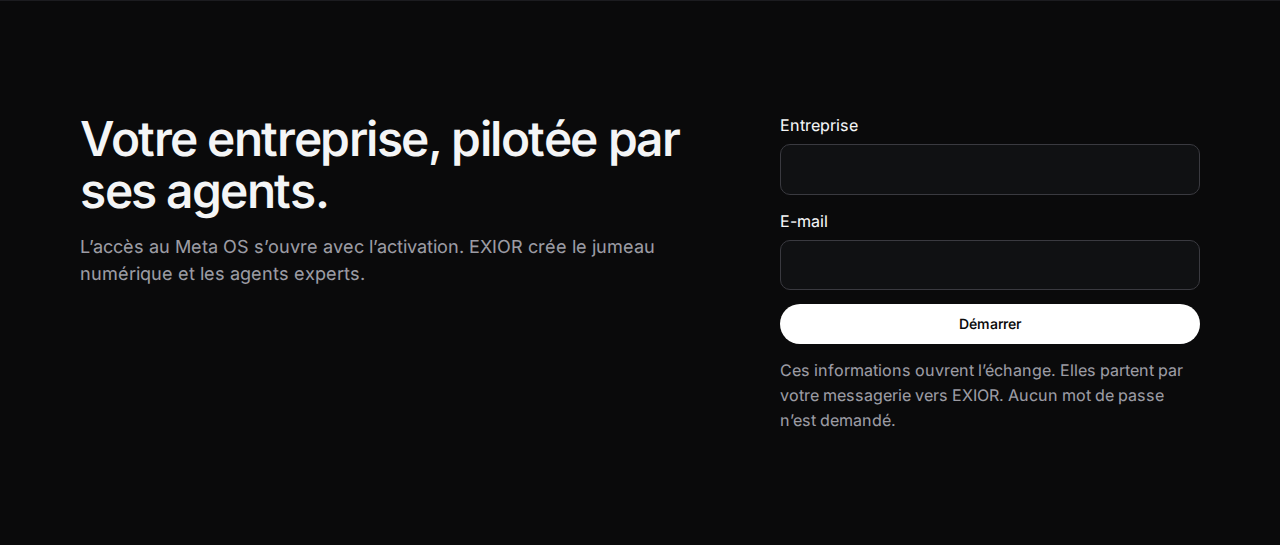 Votre entreprise, pilotée par
ses agents.
L’accès au Meta OS s’ouvre avec l’activation. EXIOR crée le jumeau
numérique et les agents experts.
Entreprise
E-mail
Démarrer
Ces informations ouvrent l’échange. Elles partent par
votre messagerie vers EXIOR. Aucun mot de passe
n’est demandé.